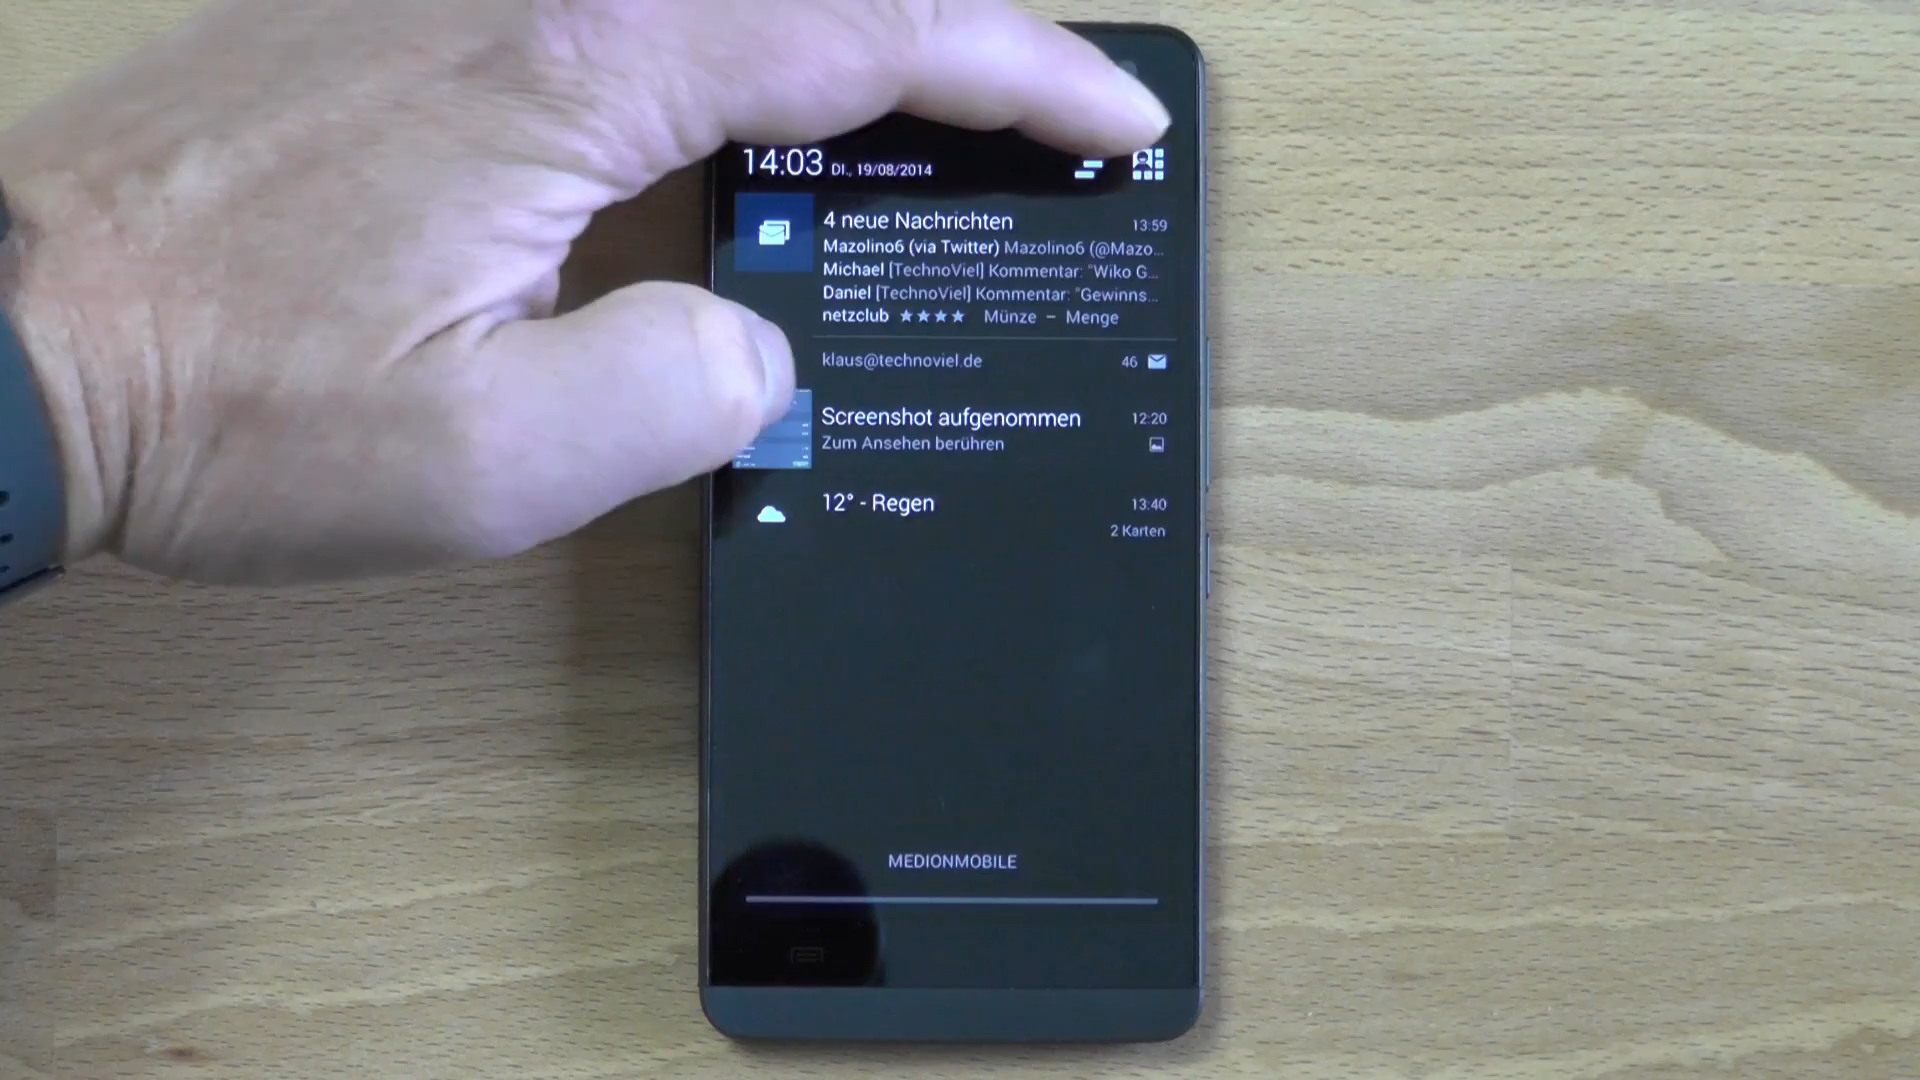 14:03 DI., 19/08/2014
4 neue Nachrichten 13:59
Mazolino6 (via Twitter) Mazolino6 (@Mazo...
Michael [TechnoViel] Kommentar: "Wiko G...
Daniel [TechnoViel] Kommentar: "Gewinns...
netzclub ★★★★ Münze – Menge
klaus@technoviel.de 46
Screenshot aufgenommen 12:20
Zum Ansehen berühren
12° - Regen 13:40
2 Karten
MEDIONMOBILE